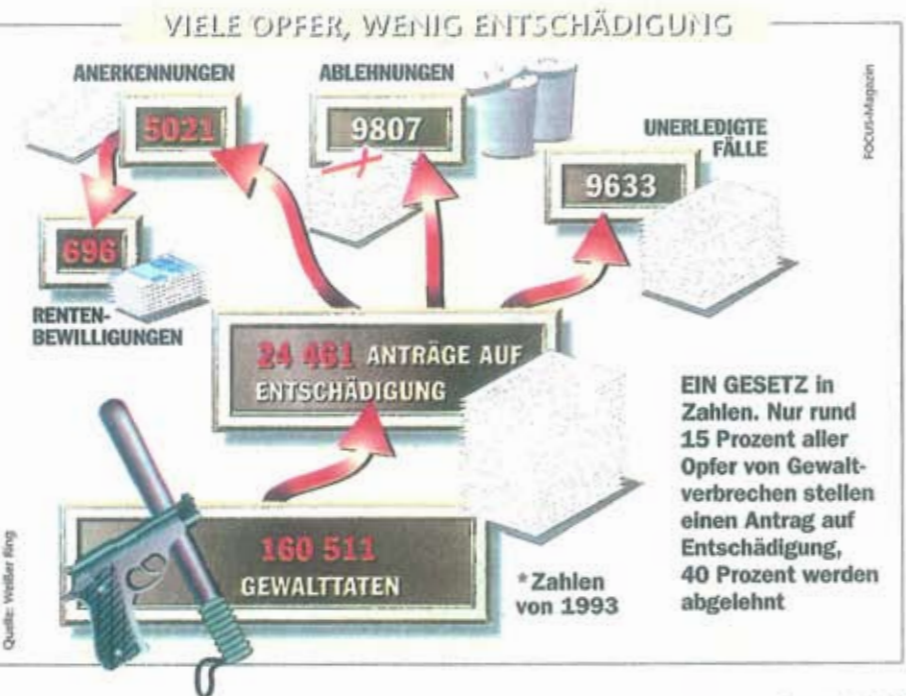 VIELE OPFER, WENIG ENTSCHÄDIGUNG
ANERKENNUNGEN
5021
ABLEHNUNGEN
9807
UNERLEDIGTE
FÄLLE
9633
FOCUS-Magazin
696
RENTEN-
BEWILLIGUNGEN
24 461 ANTRÄGE AUF
ENTSCHÄDIGUNG
EIN GESETZ in
Zahlen. Nur rund
15 Prozent aller
Opfer von Gewalt-
verbrechen stellen
einen Antrag auf
Entschädigung,
40 Prozent werden
abgelehnt
160 511
GEWALTTATEN
*Zahlen
von 1993
Quelle: Weißer Ring